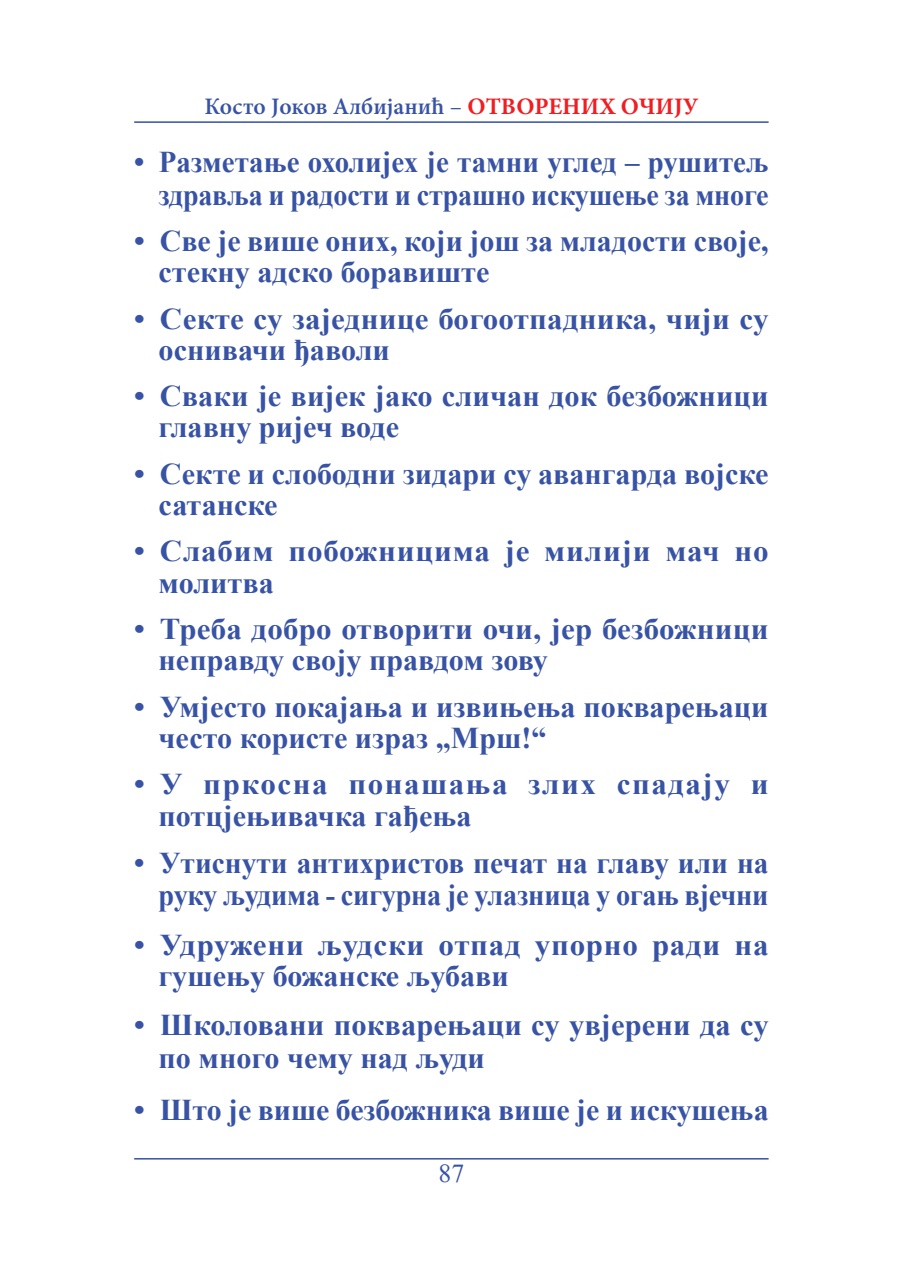 Косто Јоков Албијанић – ОТВОРЕНИХ ОЧИЈУ
• Разметање охолијех је тамни углед – рушитељ
здравља и радости и страшно искушење за многе
• Све је више оних, који још за младости своје,
стекну адско боравиште
• Секте су заједнице богоотпадника, чији су
оснивачи ђаволи
• Сваки је вијек јако сличан док безбожници
главну ријеч воде
• Секте и слободни зидари су авангарда војске
сатанске
• Слабим побожницима је милији мач но
молитва
• Треба добро отворити очи, јер безбожници
неправду своју правдом зову
• Умјесто покајања и извињења покварењаци
често користе израз „Мрш!“
• У пркосна понашања злих спадају и
потцјењивачка гађења
• Утиснути антихристов печат на главу или на
руку људима - сигурна је улазница у огањ вјечни
• Удружени људски отпад упорно ради на
гушењу божанске љубави
• Школовани покварењаци су увјерени да су
по много чему над људи
• Што је више безбожника више је и искушења
87